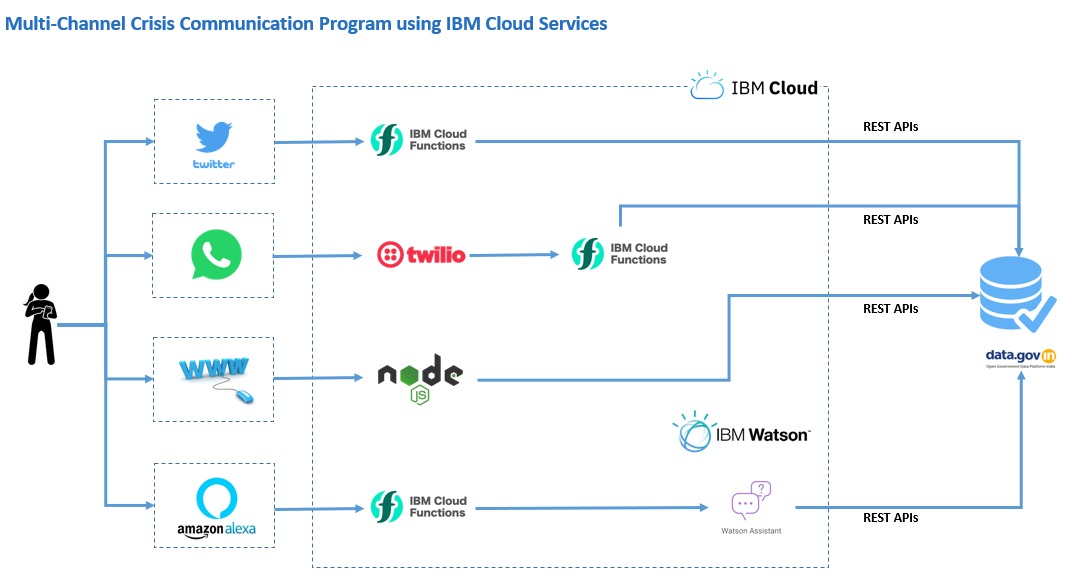 Multi-Channel Crisis Communication Program using IBM Cloud Services
IBM Cloud
twitter
IBM Cloud
Functions
REST APIs
twilio
IBM Cloud
Functions
REST APIs
www
node
JS
REST APIs
data.gov in
Open Government Data Platform India
IBM Watson™
amazon alexa
IBM Cloud
Functions
?
Watson Assistant
REST APIs